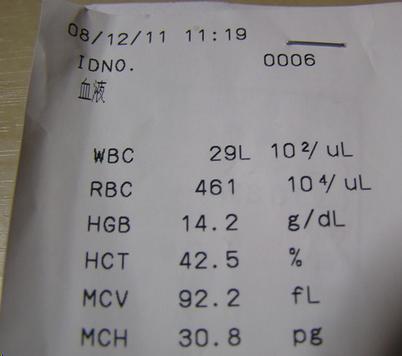 08/12/11 11:19
IDNO. 0006
血液
WBC 29L 10²/uL
RBC 461 10⁴/uL
HGB 14.2 g/dL
HCT 42.5 %
MCV 92.2 fL
MCH 30.8 pg